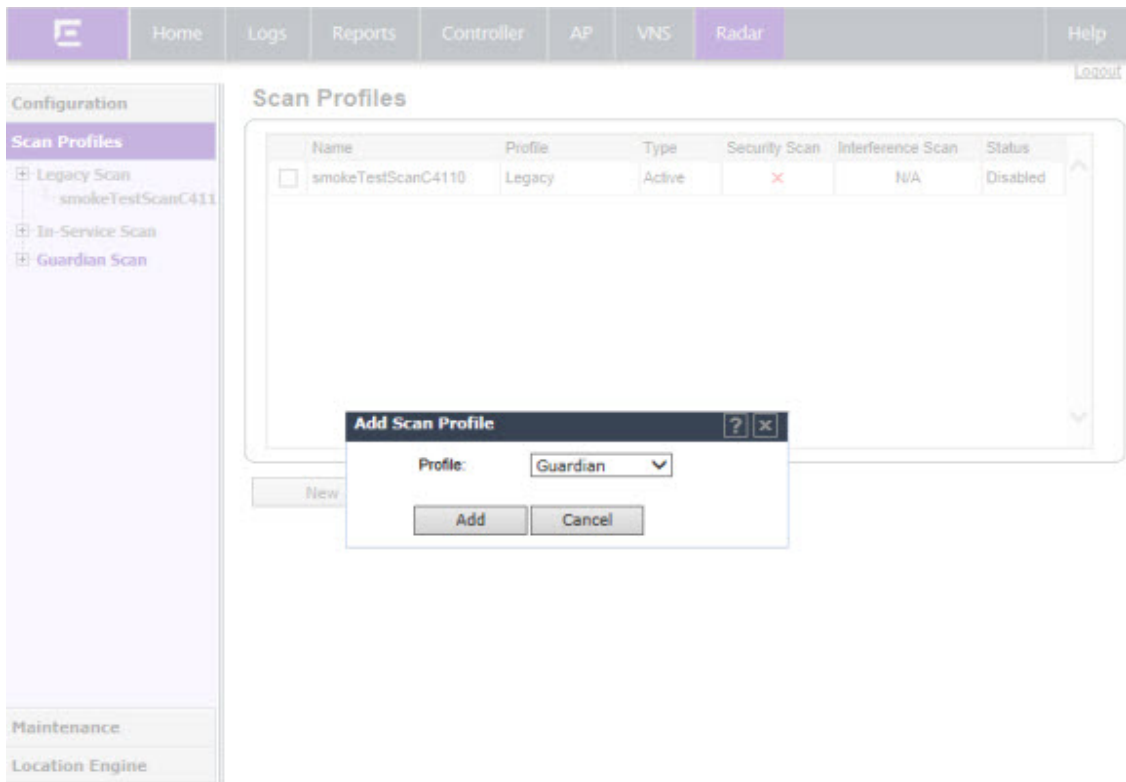 Home Logs Reports Controller AP VNS Radar Help
Logout
Configuration
Scan Profiles
Legacy Scan
smokeTestScanC411
In-Service Scan
Guardian Scan
Maintenance
Location Engine
Scan Profiles
Name Profile Type Security Scan Interference Scan Status
smokeTestScanC4110 Legacy Active N/A Disabled
New
Add Scan Profile ?
Profile: Guardian
Add Cancel